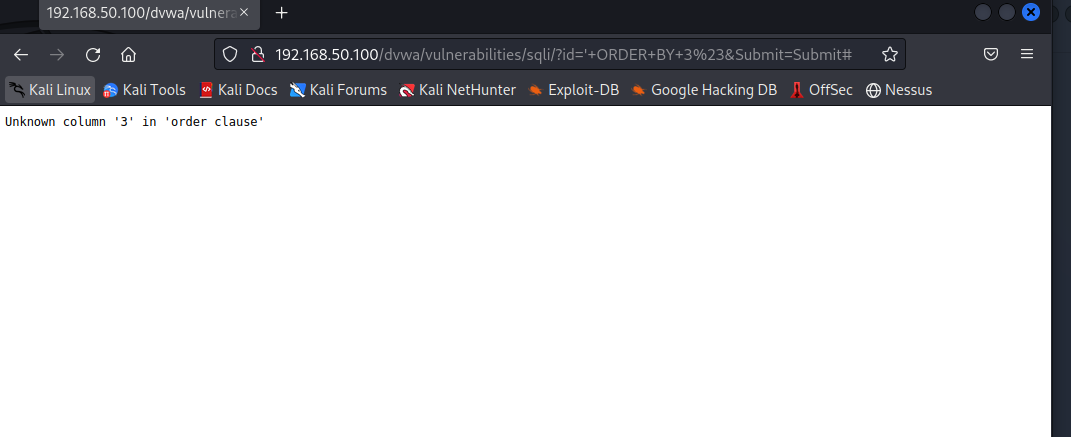 192.168.50.100/dvwa/vulnera
192.168.50.100/dvwa/vulnerabilities/sqli/?id='+ORDER+BY+3%23&Submit=Submit#
Kali Linux Kali Tools Kali Docs Kali Forums Kali NetHunter Exploit-DB Google Hacking DB OffSec Nessus
Unknown column '3' in 'order clause'